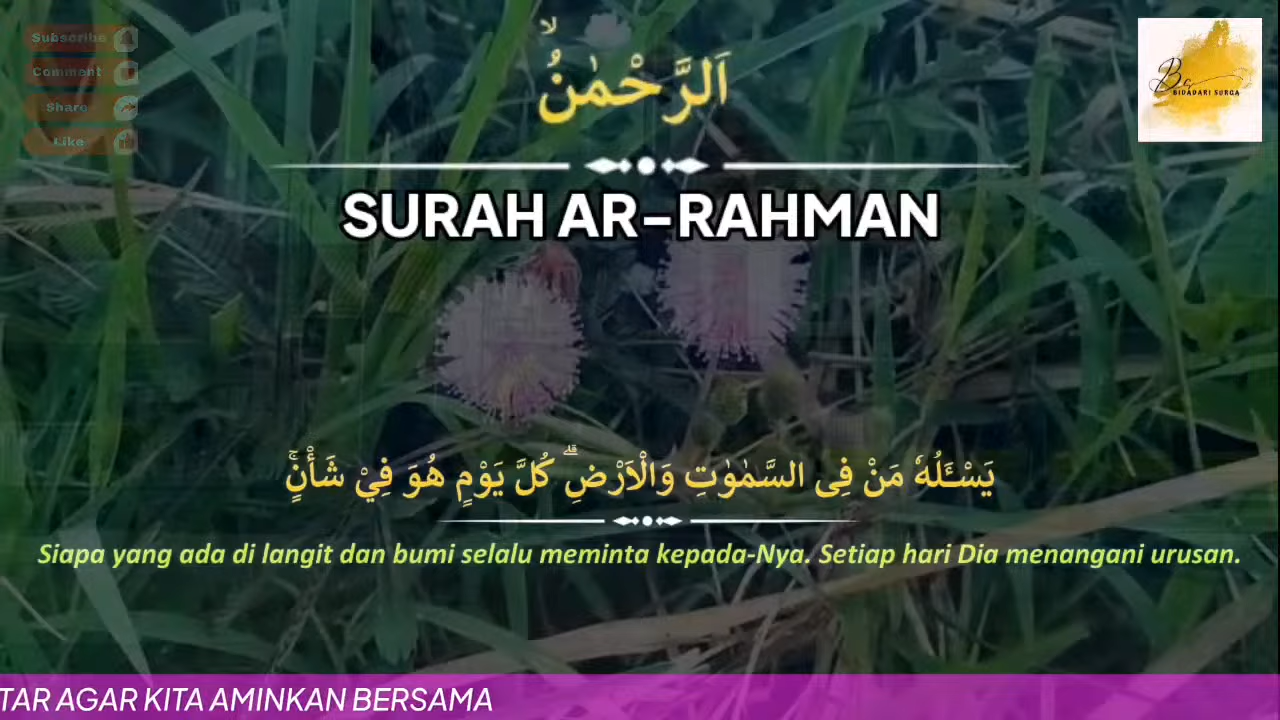 Subscribe
Comment
Share
Like
اَلرَّحْمٰنُۙ
BIDADARI SURGA
SURAH AR-RAHMAN
يَسْـَٔلُهٗ مَنْ فِى السَّمٰوٰتِ وَالْاَرْضِۗ كُلَّ يَوْمٍ هُوَ فِيْ شَأْنٍۚ
Siapa yang ada di langit dan bumi selalu meminta kepada-Nya. Setiap hari Dia menangani urusan.
TAR AGAR KITA AMINKAN BERSAMA